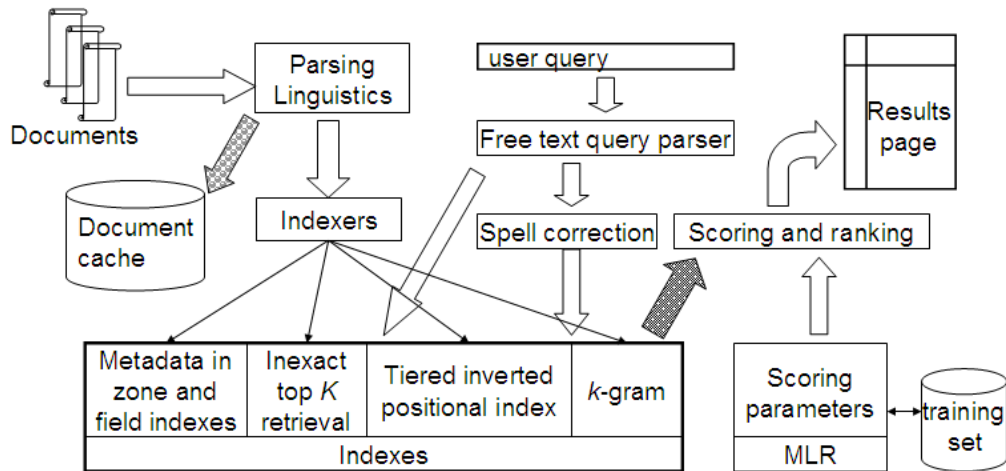 Documents
Parsing
Linguistics
user query
Free text query parser
Results
page
Document
cache
Indexers
Spell correction
Scoring and ranking
Metadata in
zone and
field indexes
Inexact
top K
retrieval
Tiered inverted
positional index
k-gram
Indexes
Scoring
parameters
MLR
training
set